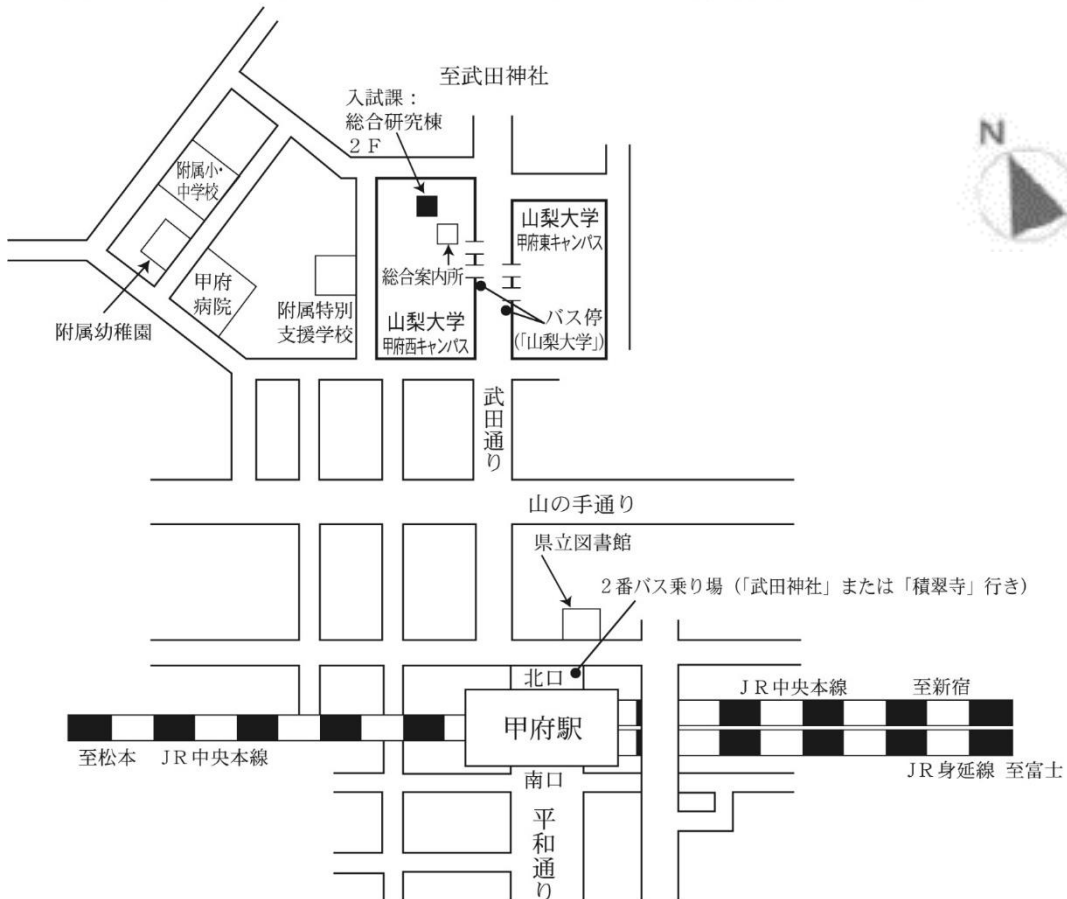 至武田神社
入試課：
総合研究棟
２Ｆ
N
附属小・
中学校
山梨大学
甲府東キャンパス
総合案内所
甲府
病院
附属特別
支援学校
附属幼稚園
山梨大学
甲府西キャンパス
バス停
(「山梨大学」)
武田通り
山の手通り
県立図書館
２番バス乗り場（「武田神社」または「積翠寺」行き）
北口
ＪＲ中央本線
至新宿
甲府駅
至松本
ＪＲ中央本線
ＪＲ身延線
至富士
南口
平和通り